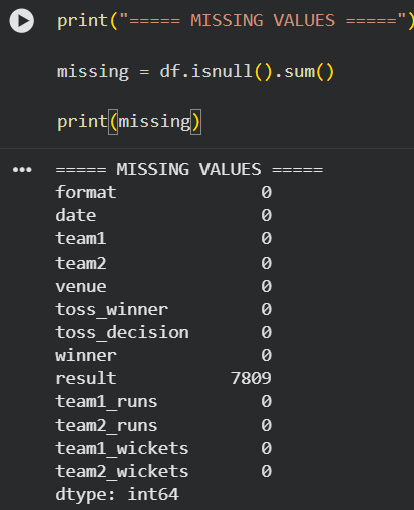 print("===== MISSING VALUES =====")
missing = df.isnull().sum()
print(missing)
===== MISSING VALUES =====
format 0
date 0
team1 0
team2 0
venue 0
toss_winner 0
toss_decision 0
winner 0
result 7809
team1_runs 0
team2_runs 0
team1_wickets 0
team2_wickets 0
dtype: int64